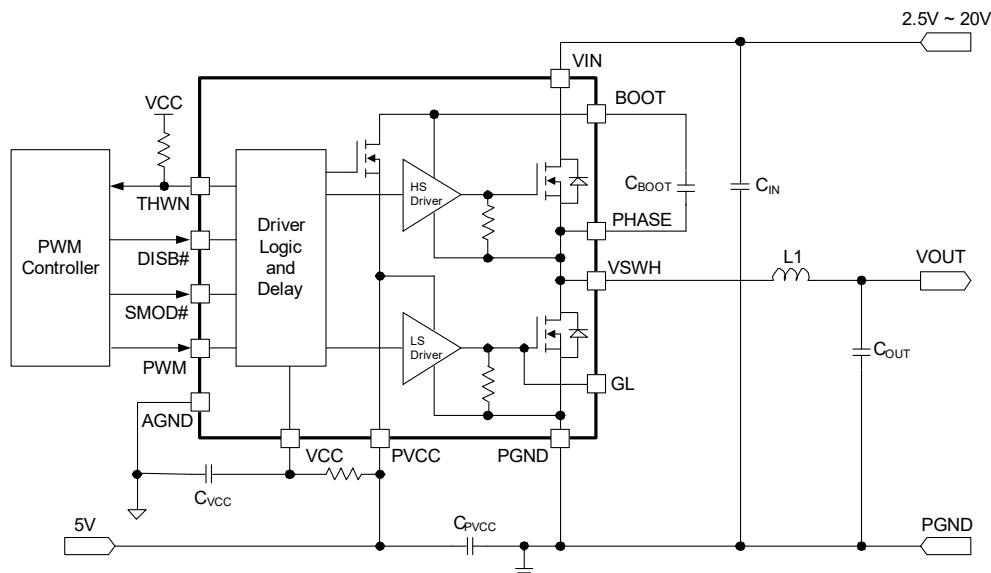 2.5V ~ 20V
VIN
BOOT
VCC
HS
Driver
CBOOT
CIN
THWN
PWM
Controller
Driver
Logic
and
Delay
PHASE
DISB#
VSWH
L1
VOUT
SMOD#
LS
Driver
COUT
PWM
GL
AGND
VCC
PVCC
PGND
CVCC
5V
CPVCC
PGND